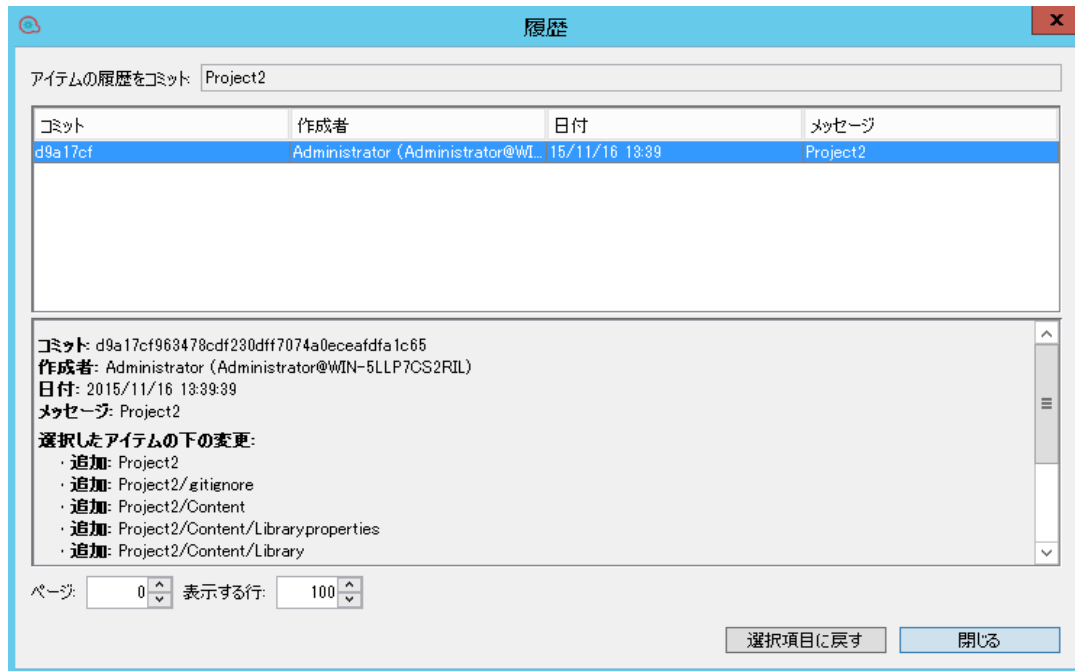 履歴
x
アイテムの履歴をコミット: Project2
コミット 作成者 日付 メッセージ
d9a17cf Administrator (Administrator@WI... 15/11/16 13:39 Project2
コミット: d9a17cf963478cdf230dff7074a0eceafdfa1c65
作成者: Administrator (Administrator@WIN-5LLP7CS2RIL)
日付: 2015/11/16 13:39:39
メッセージ: Project2
選択したアイテムの下の変更:
・追加: Project2
・追加: Project2/.gitignore
・追加: Project2/Content
・追加: Project2/Content/Library.properties
・追加: Project2/Content/Library
ページ: 0 表示する行: 100
選択項目に戻す 閉じる